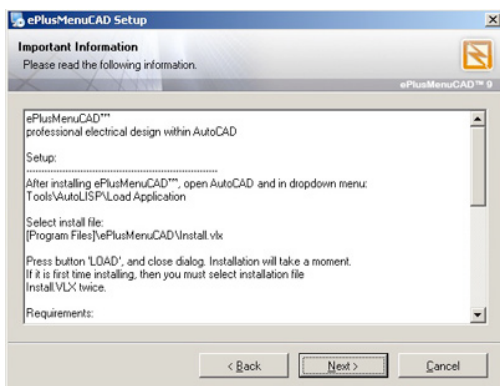 ePlusMenuCAD Setup
Important Information
Please read the following information.
ePlusMenuCAD™ 9
ePlusMenuCAD™
professional electrical design within AutoCAD
Setup:
--------------------------------------------------------------
After installing ePlusMenuCAD™, open AutoCAD and in dropdown menu:
Tools\AutoLISP\Load Application
Select install file:
[Program Files]\ePlusMenuCAD\Install.vlx
Press button 'LOAD', and close dialog. Installation will take a moment.
If it is first time installing, then you must select installation file
Install.VLX twice.
Requirements:
< Back
Next >
Cancel